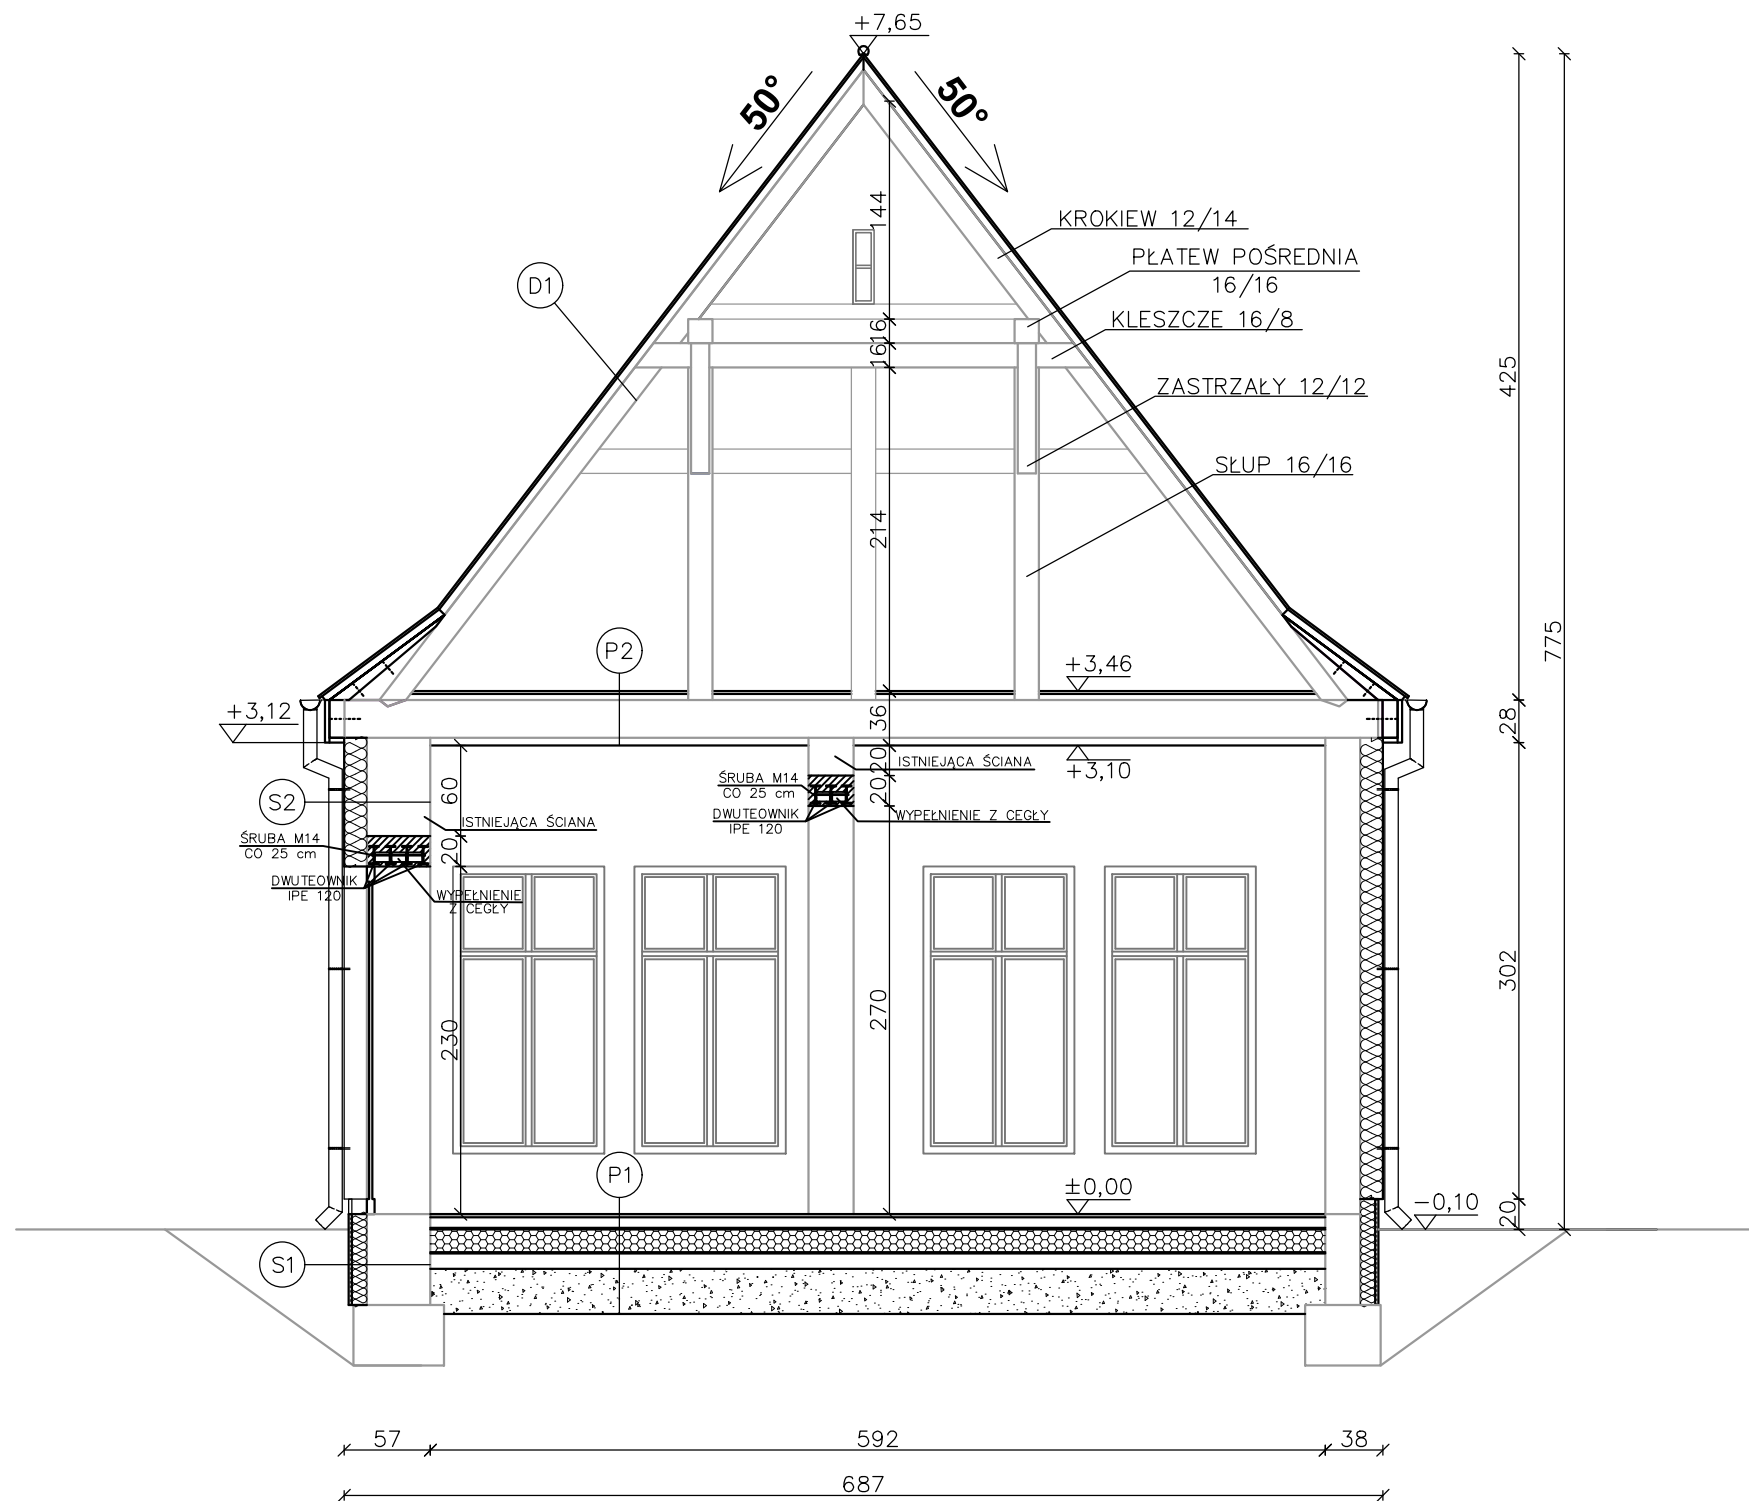 +7,65
50°
50°
144
KROKIEW 12/14
PŁATEW POŚREDNIA
16/16
D1
KLESZCZE 16/8
16
16
425
ZASTRZAŁY 12/12
SŁUP 16/16
214
775
P2
+3,46
+3,12
36
28
20
ISTNIEJĄCA ŚCIANA
+3,10
ŚRUBA M14
CO 25 cm
20
60
S2
DWUTEOWNIK
IPE 120
WYPEŁNIENIE Z CEGŁY
ISTNIEJĄCA ŚCIANA
ŚRUBA M14
CO 25 cm
20
DWUTEOWNIK
IPE 120
WYPEŁNIENIE
Z CEGŁY
302
270
230
P1
±0,00
-0,10
20
S1
57
592
38
687